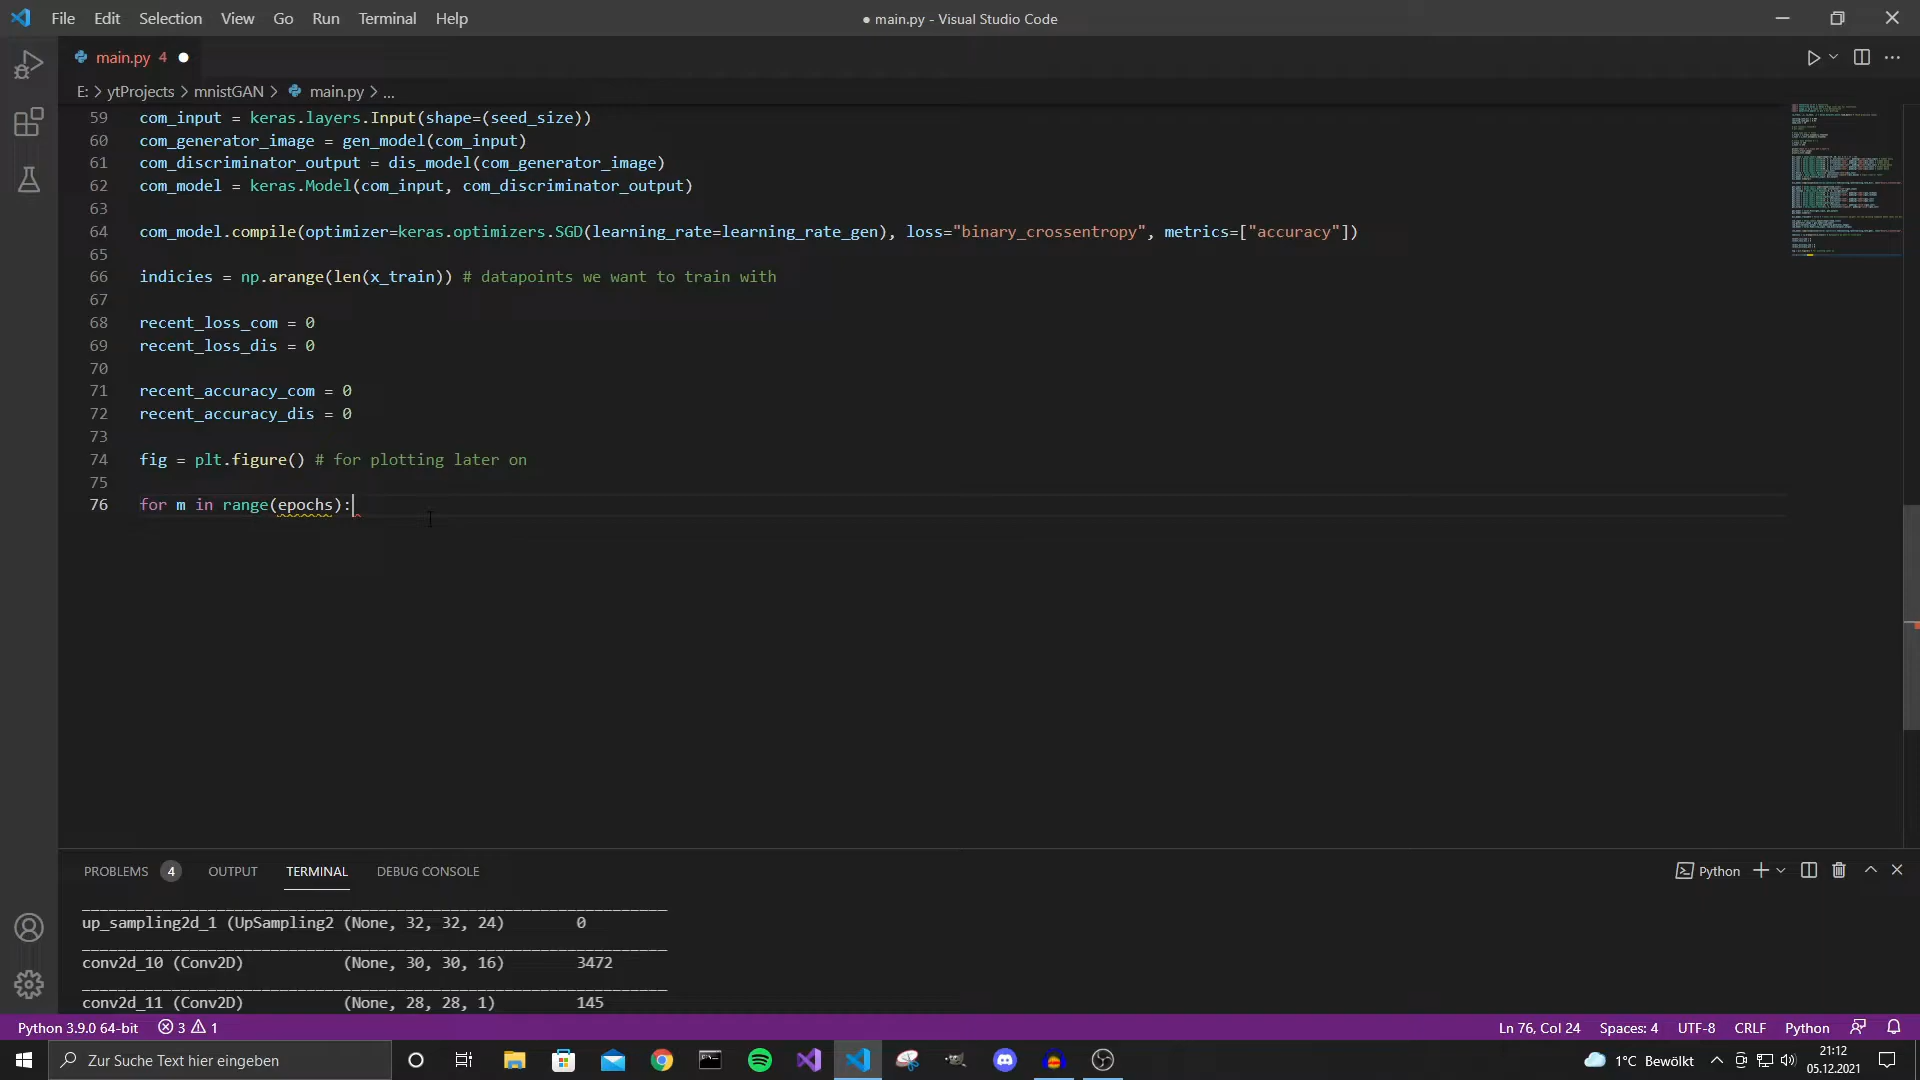 File Edit Selection View Go Run Terminal Help
● main.py - Visual Studio Code
main.py 4
E: > ytProjects > mnistGAN > main.py > ...
59 com_input = keras.layers.Input(shape=(seed_size))
60 com_generator_image = gen_model(com_input)
61 com_discriminator_output = dis_model(com_generator_image)
62 com_model = keras.Model(com_input, com_discriminator_output)
63
64 com_model.compile(optimizer=keras.optimizers.SGD(learning_rate=learning_rate_gen), loss="binary_crossentropy", metrics=["accuracy"])
65
66 indicies = np.arange(len(x_train)) # datapoints we want to train with
67
68 recent_loss_com = 0
69 recent_loss_dis = 0
70
71 recent_accuracy_com = 0
72 recent_accuracy_dis = 0
73
74 fig = plt.figure() # for plotting later on
75
76 for m in range(epochs):
PROBLEMS 4 OUTPUT TERMINAL DEBUG CONSOLE
Python
up_sampling2d_1 (UpSampling2 (None, 32, 32, 24) 0
conv2d_10 (Conv2D) (None, 30, 30, 16) 3472
conv2d_11 (Conv2D) (None, 28, 28, 1) 145
Python 3.9.0 64-bit 3 1
Ln 76, Col 24 Spaces: 4 UTF-8 CRLF Python
Zur Suche Text hier eingeben
1°C Bewölkt
21:12
05.12.2021